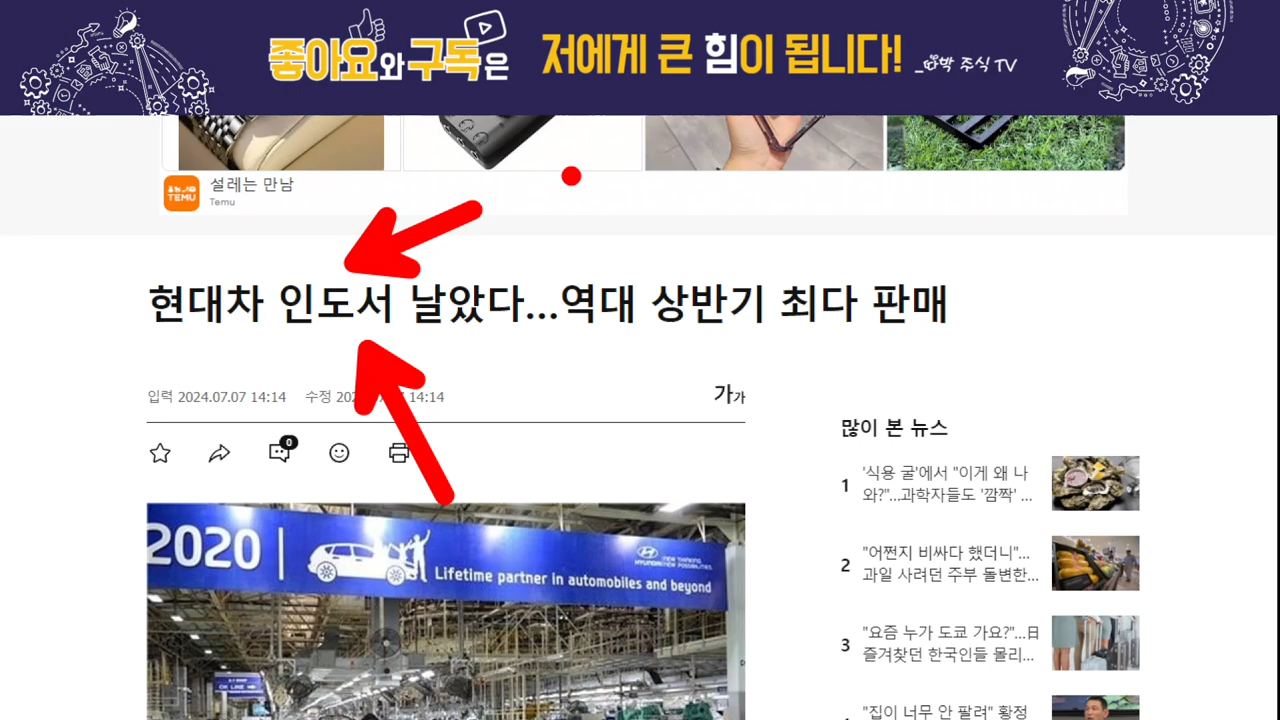 좋아요와 구독은 저에게 큰 힘이 됩니다!
주식 TV
TEMU
설레는 만남
Temu
현대차 인도서 날았다...역대 상반기 최다 판매
입력 2024.07.07 14:14 수정 14:14
가가
0
많이 본 뉴스
1 '식용 굴'에서 "이게 왜 나
와?"...과학자들도 '깜짝' ...
2 "어쩐지 비싸다 했더니"...
과일 사려던 주부 돌변한...
3 "요즘 누가 도쿄 가요?"...日
즐겨찾던 한국인들 몰리...
"집이 너무 안 팔려" 황정
2020
Lifetime partner in automobiles and beyond
HYUNDAI
NEW THINKING.
NEW POSSIBILITIES.
OK LINE